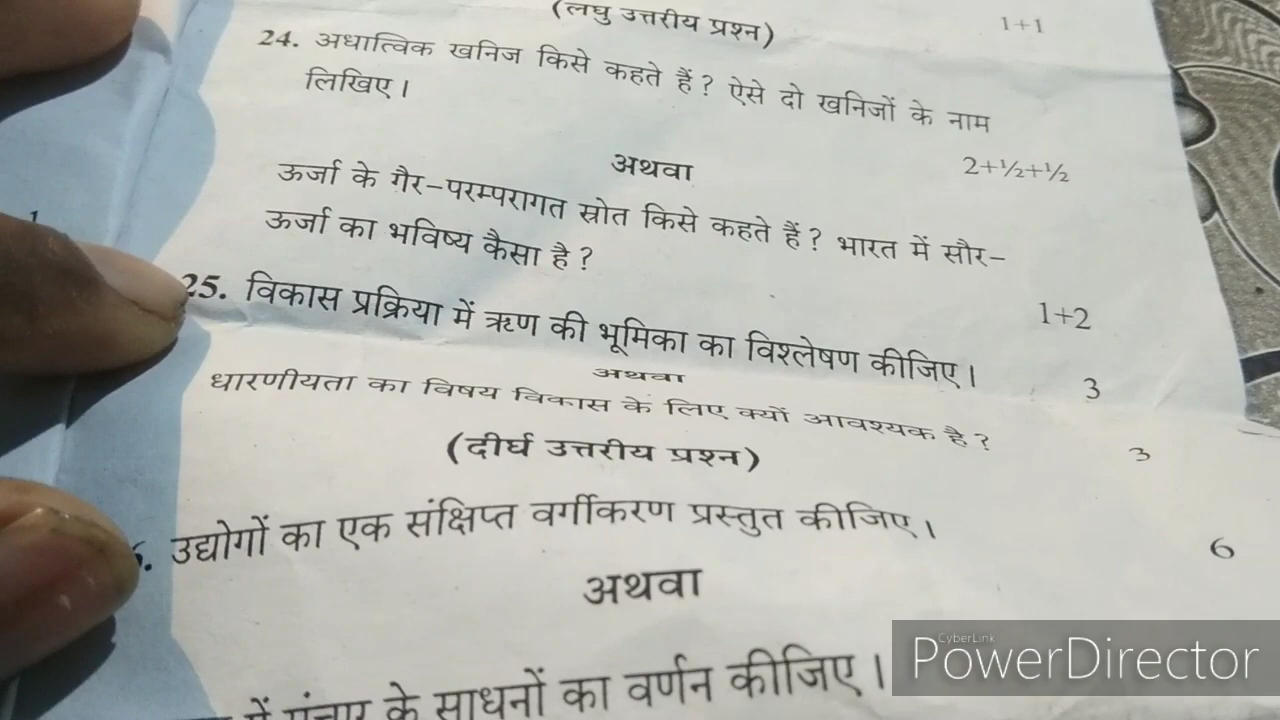 (लघु उत्तरीय प्रश्न)
1+1
24. अधात्विक खनिज किसे कहते हैं? ऐसे दो खनिजों के नाम
लिखिए।
2+½+½
अथवा
ऊर्जा के गैर-परम्परागत स्रोत किसे कहते हैं? भारत में सौर-
ऊर्जा का भविष्य कैसा है?
1+2
25. विकास प्रक्रिया में ऋण की भूमिका का विश्लेषण कीजिए।
3
अथवा
धारणीयता का विषय विकास के लिए क्यों आवश्यक है?
3
(दीर्घ उत्तरीय प्रश्न)
उद्योगों का एक संक्षिप्त वर्गीकरण प्रस्तुत कीजिए।
6
अथवा
में संचार के साधनों का वर्णन कीजिए।
CyberLink
PowerDirector